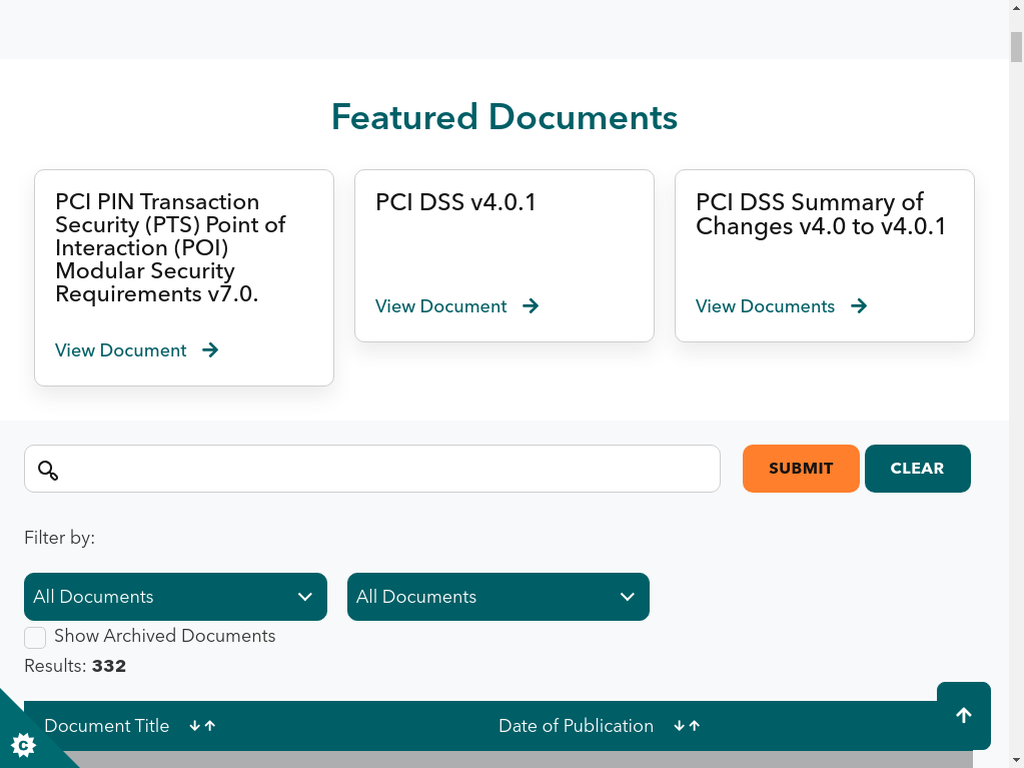 Featured Documents
PCI PIN Transaction
Security (PTS) Point of
Interaction (POI)
Modular Security
Requirements v7.0.
View Document
PCI DSS v4.0.1
View Document
PCI DSS Summary of
Changes v4.0 to v4.0.1
View Documents
SUBMIT
CLEAR
Filter by:
All Documents
All Documents
Show Archived Documents
Results: 332
Document Title
Date of Publication
C